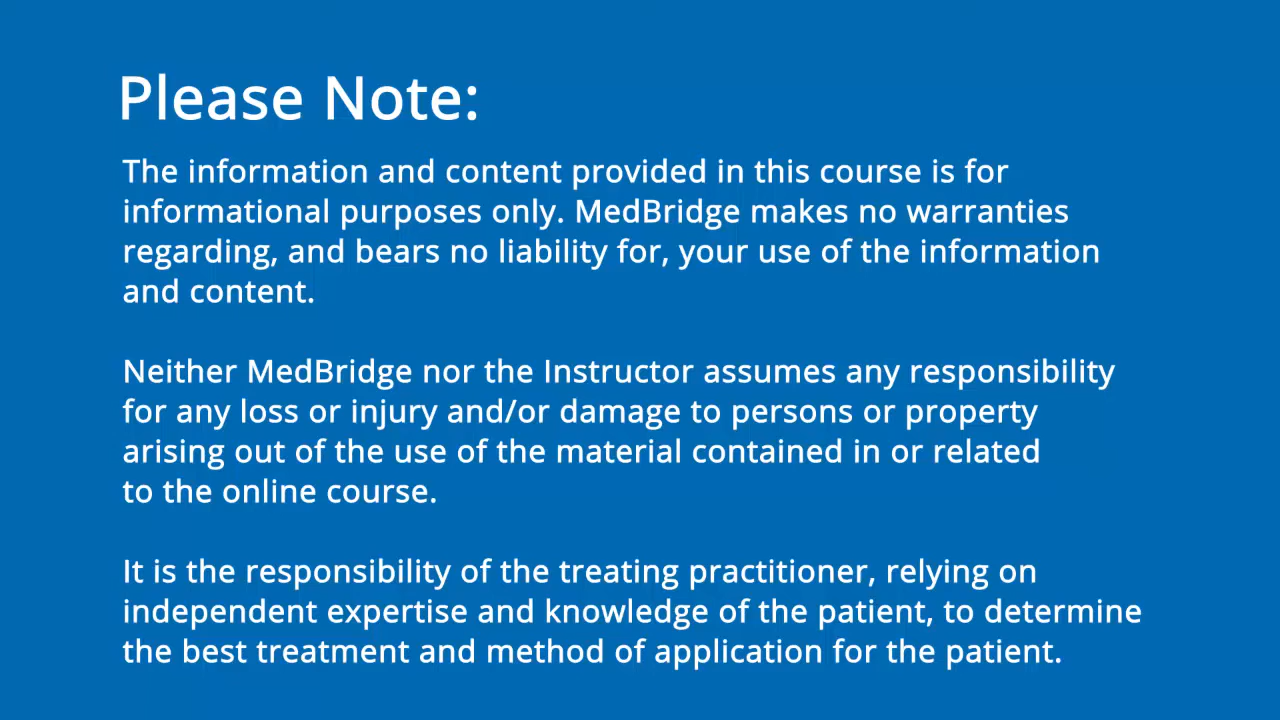 Please Note:
The information and content provided in this course is for
informational purposes only. MedBridge makes no warranties
regarding, and bears no liability for, your use of the information
and content.
Neither MedBridge nor the Instructor assumes any responsibility
for any loss or injury and/or damage to persons or property
arising out of the use of the material contained in or related
to the online course.
It is the responsibility of the treating practitioner, relying on
independent expertise and knowledge of the patient, to determine
the best treatment and method of application for the patient.